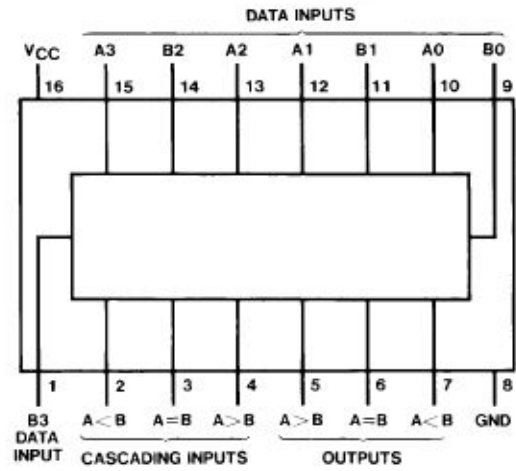 DATA INPUTS
VCC A3 B2 A2 A1 B1 A0 B0
16 15 14 13 12 11 10 9
1 2 3 4 5 6 7 8
B3 A<B A=B A>B A>B A=B A<B GND
DATA
INPUT CASCADING INPUTS OUTPUTS